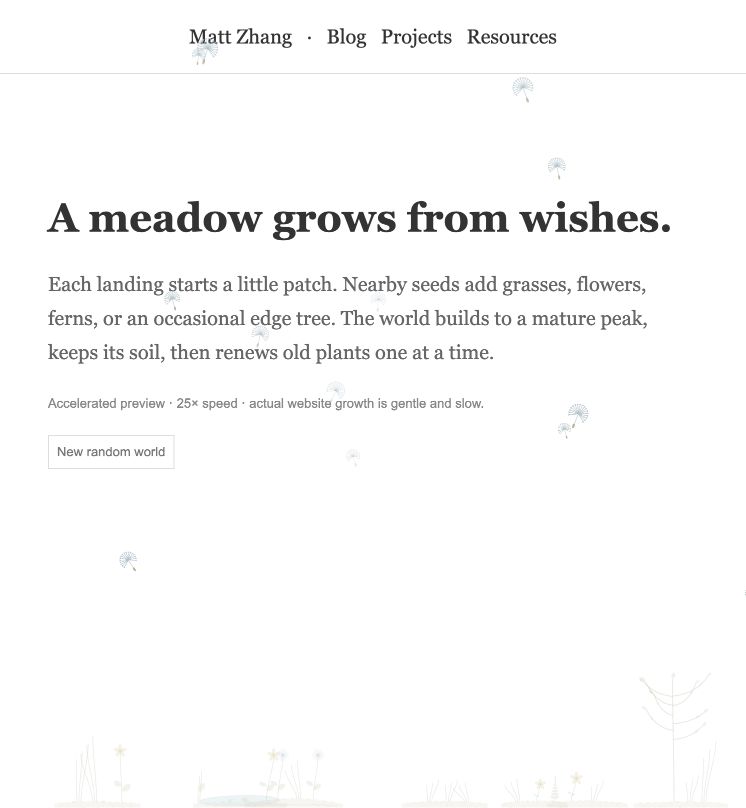 Matt Zhang · Blog Projects Resources
A meadow grows from wishes.
Each landing starts a little patch. Nearby seeds add grasses, flowers,
ferns, or an occasional edge tree. The world builds to a mature peak,
keeps its soil, then renews old plants one at a time.
Accelerated preview · 25× speed · actual website growth is gentle and slow.
New random world